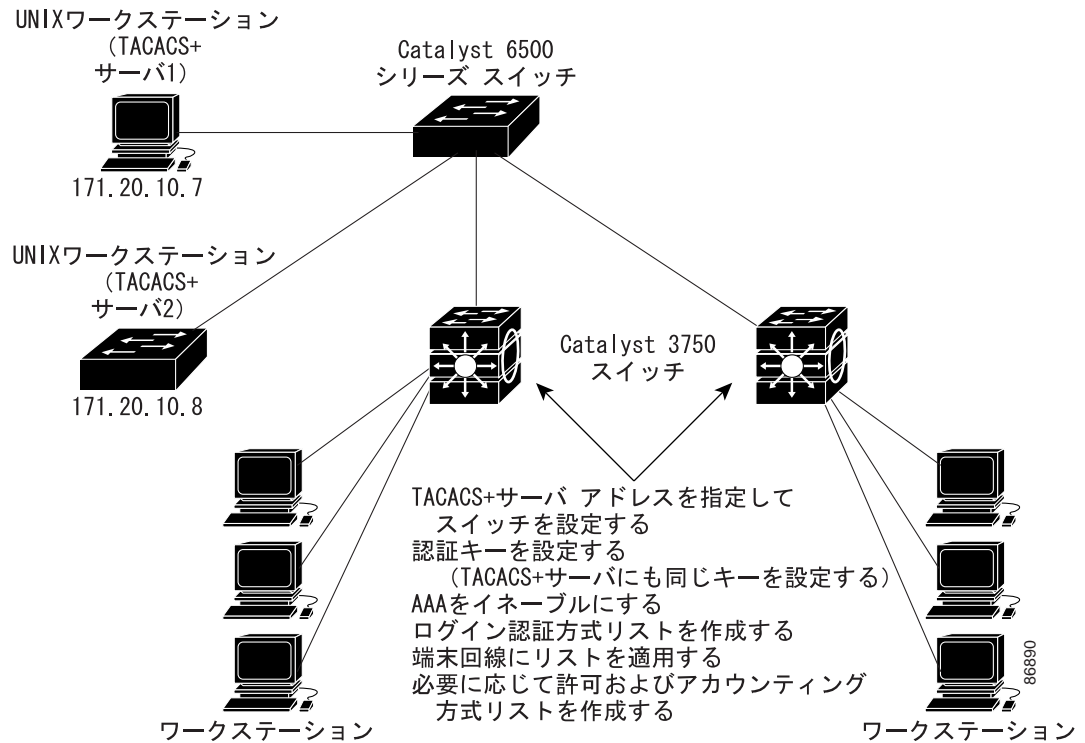 UNIXワークステーション
（TACACS+
サーバ1）
171.20.10.7
Catalyst 6500
シリーズ スイッチ
UNIXワークステーション
（TACACS+
サーバ2）
171.20.10.8
Catalyst 3750
スイッチ
TACACS+サーバ アドレスを指定して
スイッチを設定する
認証キーを設定する
（TACACS+サーバにも同じキーを設定する）
AAAをイネーブルにする
ログイン認証方式リストを作成する
端末回線にリストを適用する
必要に応じて許可およびアカウンティング
方式リストを作成する
ワークステーション
ワークステーション
86890